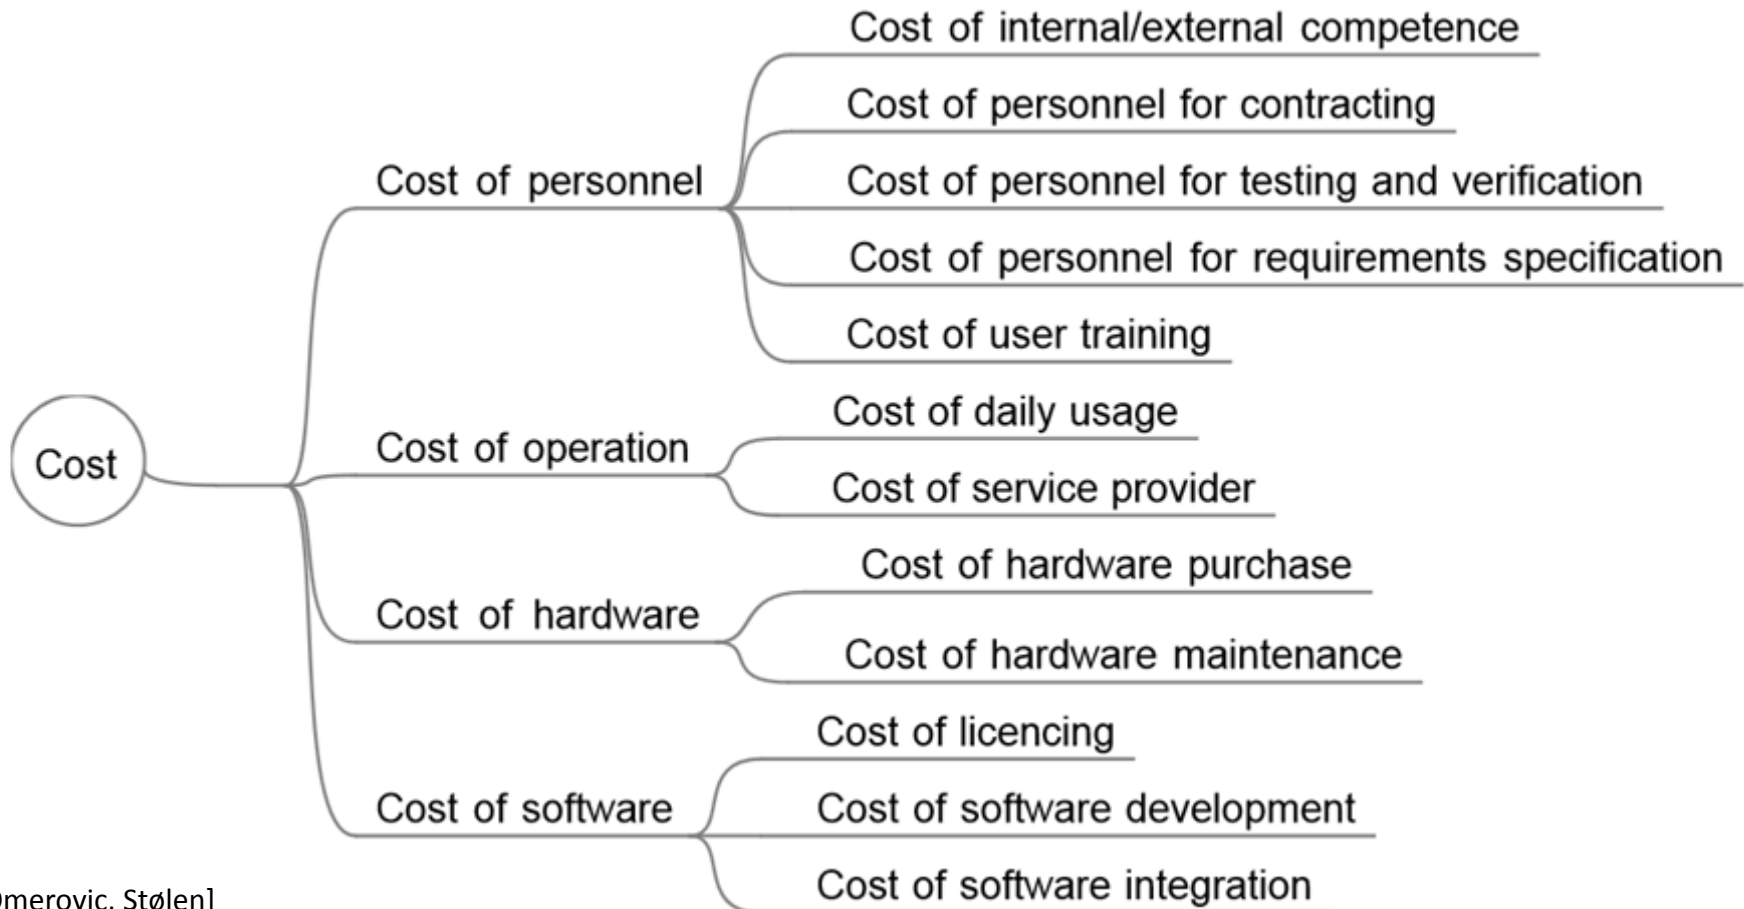 Cost
Cost of personnel
Cost of internal/external competence
Cost of personnel for contracting
Cost of personnel for testing and verification
Cost of personnel for requirements specification
Cost of user training
Cost of operation
Cost of daily usage
Cost of service provider
Cost of hardware
Cost of hardware purchase
Cost of hardware maintenance
Cost of software
Cost of licencing
Cost of software development
Cost of software integration
Stølen]